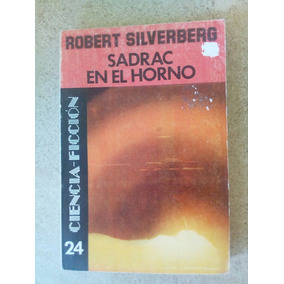 ROBERT SILVERBERG
SADRAC
EN EL HORNO
CIENCIA-FICCIÓN
24